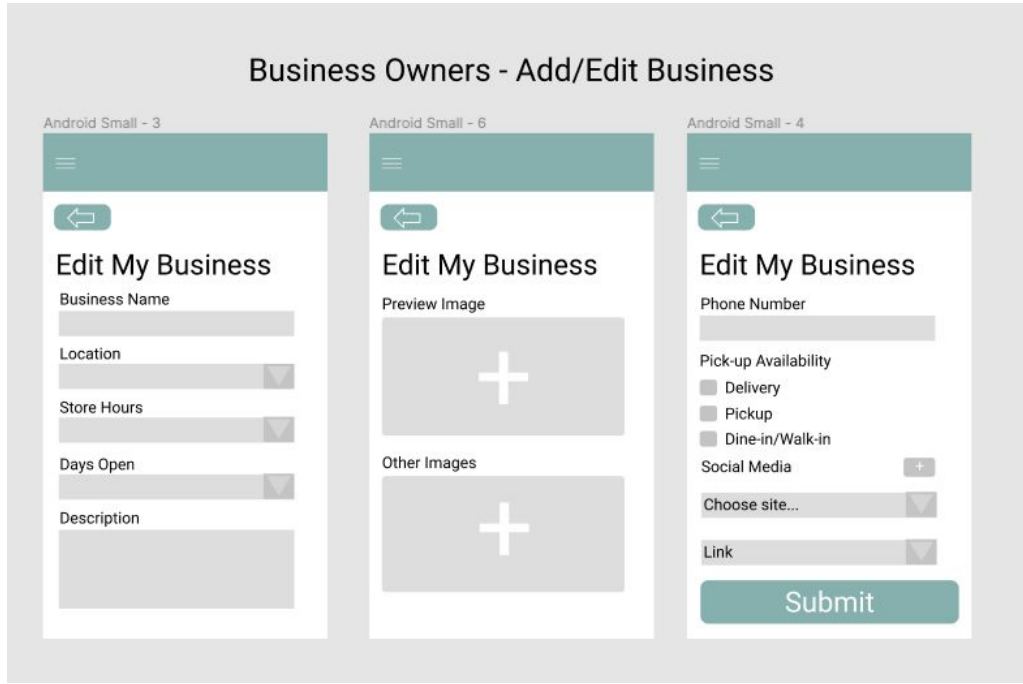 Business Owners - Add/Edit Business
Android Small - 3
Edit My Business
Business Name
Location
Store Hours
Days Open
Description
Android Small - 6
Edit My Business
Preview Image
Other Images
Android Small - 4
Edit My Business
Phone Number
Pick-up Availability
Delivery
Pickup
Dine-in/Walk-in
Social Media
Choose site...
Link
Submit